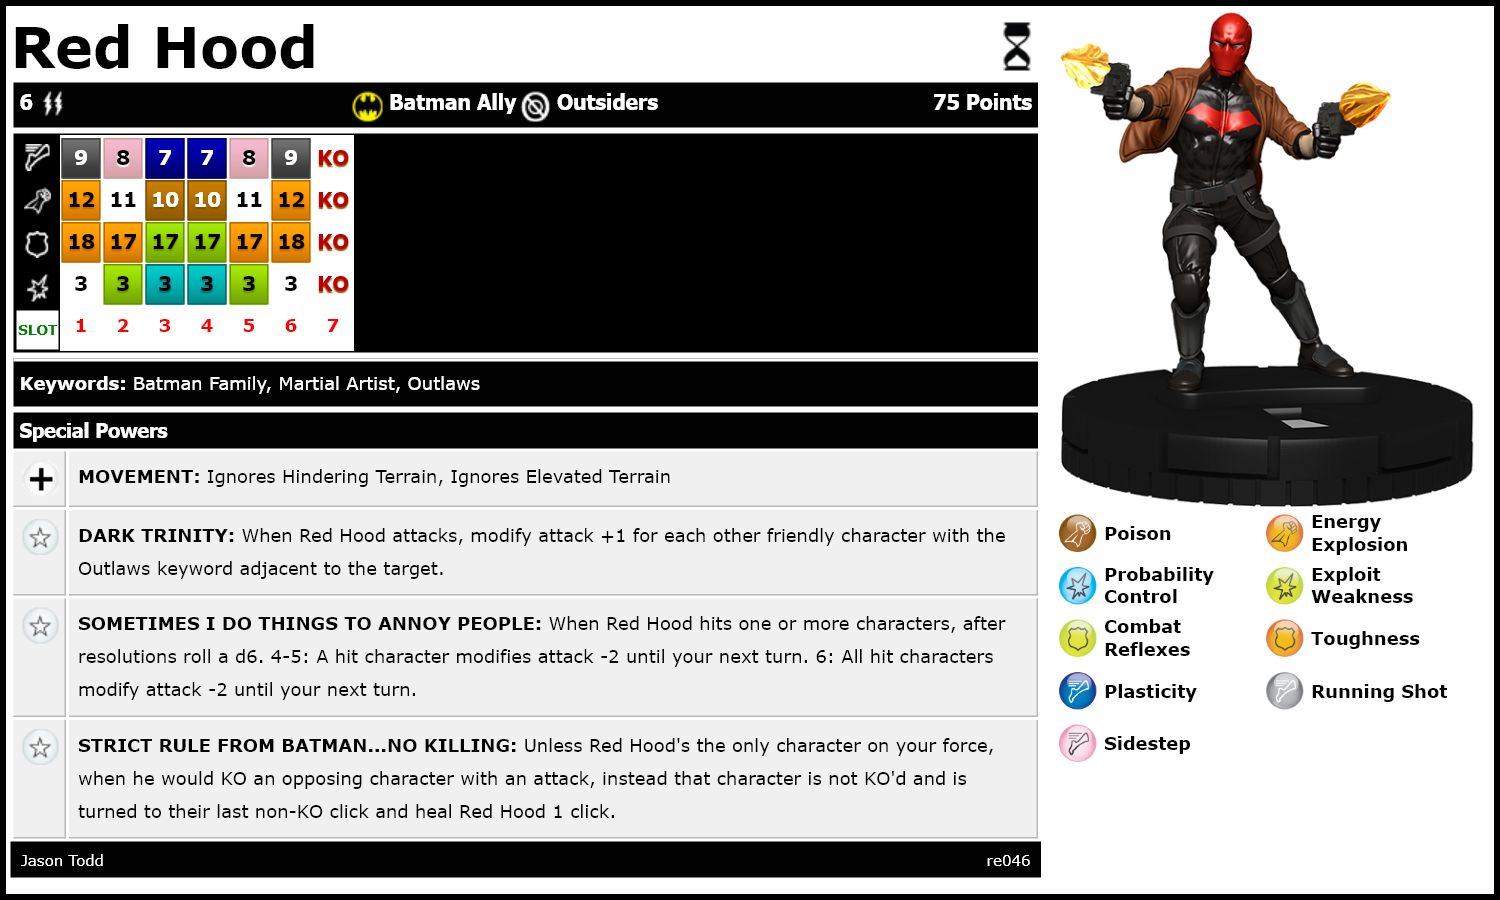 Red Hood
6 Batman Ally Outsiders 75 Points
9 8 7 7 8 9 KO
12 11 10 10 11 12 KO
18 17 17 17 17 18 KO
3 3 3 3 3 3 KO
SLOT 1 2 3 4 5 6 7
Keywords: Batman Family, Martial Artist, Outlaws
Special Powers
MOVEMENT: Ignores Hindering Terrain, Ignores Elevated Terrain
DARK TRINITY: When Red Hood attacks, modify attack +1 for each other friendly character with the
Outlaws keyword adjacent to the target.
SOMETIMES I DO THINGS TO ANNOY PEOPLE: When Red Hood hits one or more characters, after
resolutions roll a d6. 4-5: A hit character modifies attack -2 until your next turn. 6: All hit characters
modify attack -2 until your next turn.
STRICT RULE FROM BATMAN...NO KILLING: Unless Red Hood's the only character on your force,
when he would KO an opposing character with an attack, instead that character is not KO'd and is
turned to their last non-KO click and heal Red Hood 1 click.
Jason Todd re046
Poison
Energy
Explosion
Probability
Control
Exploit
Weakness
Combat
Reflexes
Toughness
Plasticity
Running Shot
Sidestep